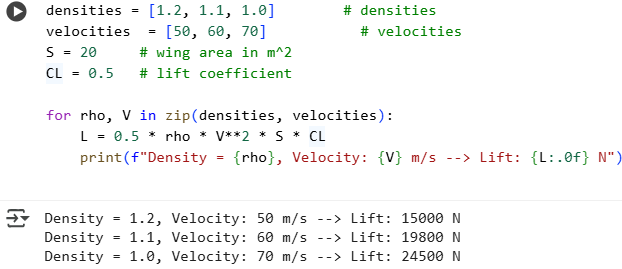 densities = [1.2, 1.1, 1.0]        # densities
velocities  = [50, 60, 70]           # velocities
S = 20     # wing area in m^2
CL = 0.5   # lift coefficient
for rho, V in zip(densities, velocities):
    L = 0.5 * rho * V**2 * S * CL
    print(f"Density = {rho}, Velocity: {V} m/s --> Lift: {L:.0f} N")
Density = 1.2, Velocity: 50 m/s --> Lift: 15000 N
Density = 1.1, Velocity: 60 m/s --> Lift: 19800 N
Density = 1.0, Velocity: 70 m/s --> Lift: 24500 N